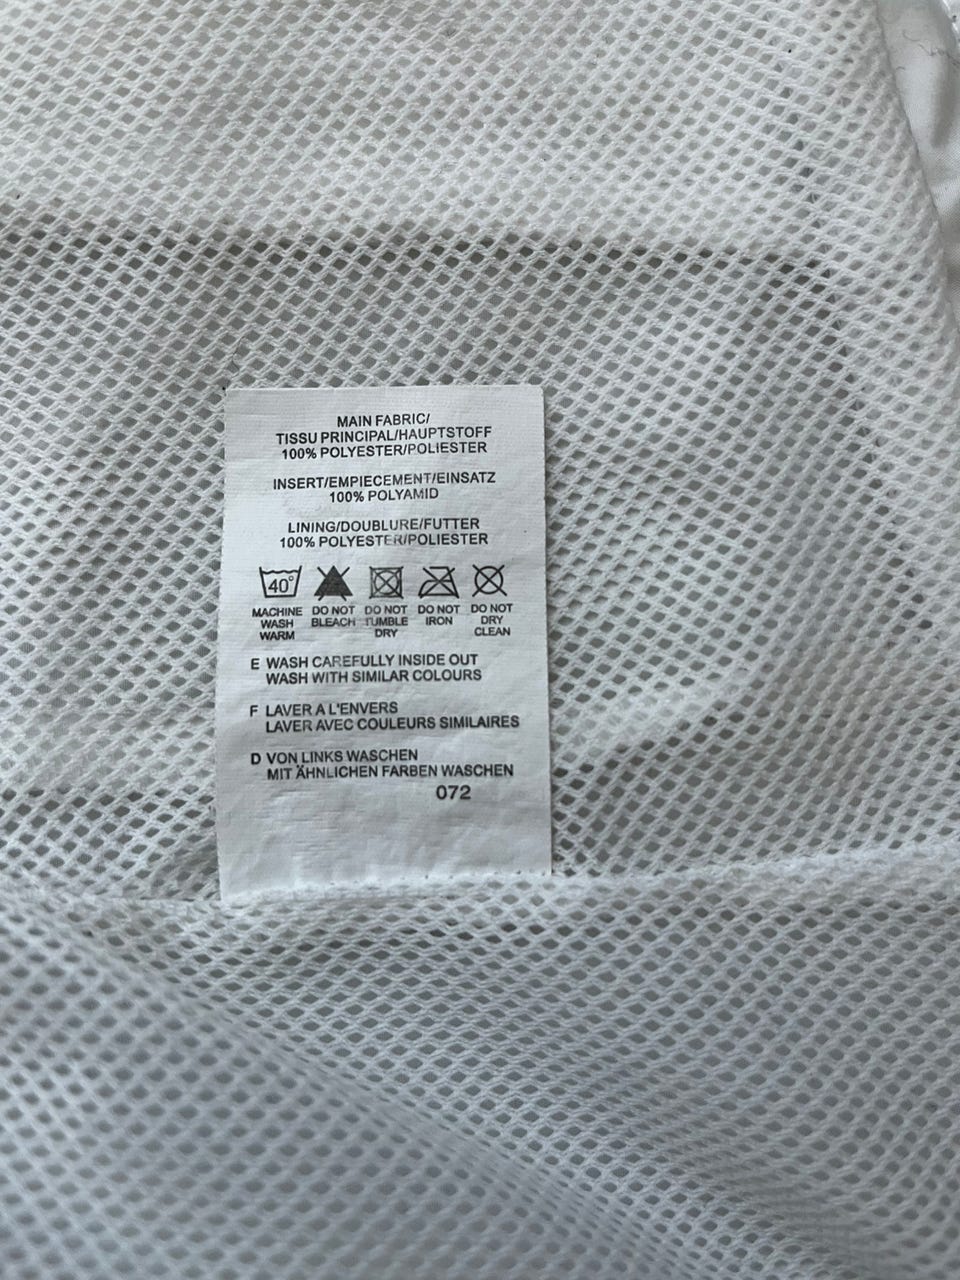 MAIN FABRIC/
TISSU PRINCIPAL/HAUPTSTOFF
100% POLYESTER/POLIESTER
INSERT/EMPIECEMENT/EINSATZ
100% POLYAMID
LINING/DOUBLURE/FUTTER
100% POLYESTER/POLIESTER
40°
MACHINE WASH WARM
DO NOT BLEACH
DO NOT TUMBLE DRY
DO NOT IRON
DO NOT DRY CLEAN
E WASH CAREFULLY INSIDE OUT
WASH WITH SIMILAR COLOURS
F LAVER A L'ENVERS
LAVER AVEC COULEURS SIMILAIRES
D VON LINKS WASCHEN
MIT ÄHNLICHEN FARBEN WASCHEN
072